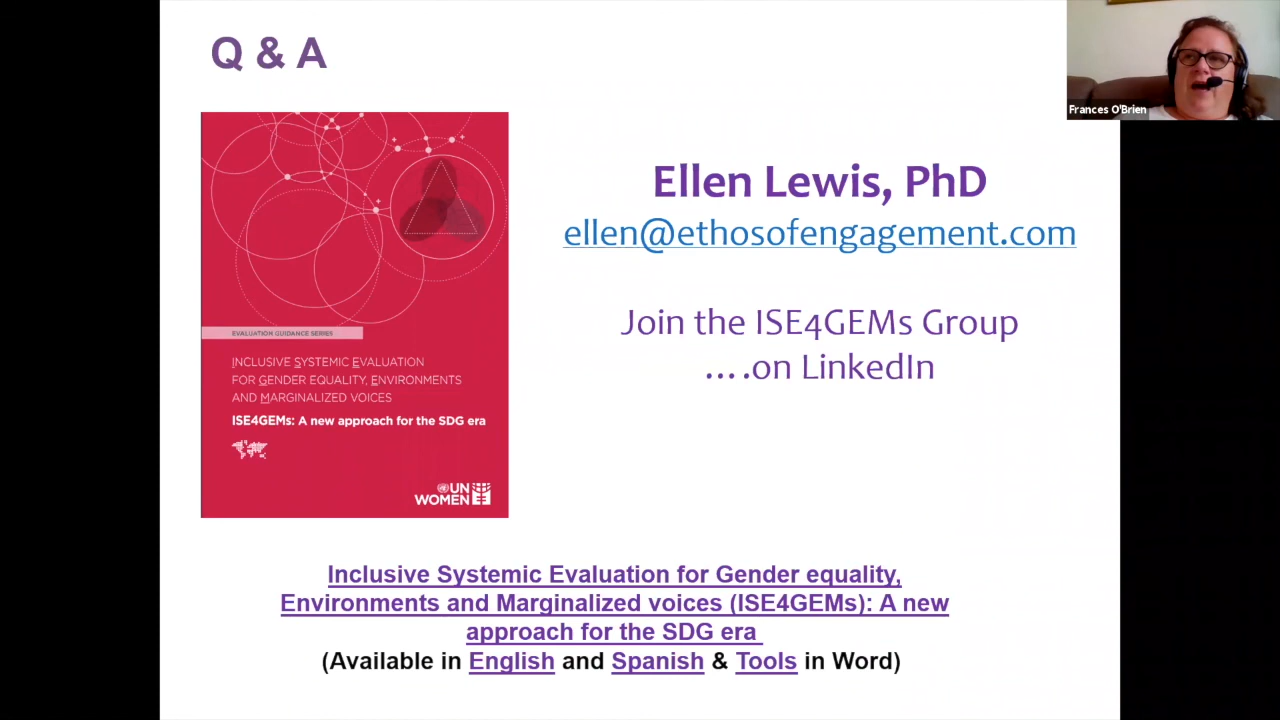 Q & A
Frances O'Brien
EVALUATION GUIDANCE SERIES
INCLUSIVE SYSTEMIC EVALUATION
FOR GENDER EQUALITY, ENVIRONMENTS
AND MARGINALIZED VOICES
ISE4GEMs: A new approach for the SDG era
UN
WOMEN
Ellen Lewis, PhD
ellen@ethosofengagement.com
Join the ISE4GEMs Group
....on LinkedIn
Inclusive Systemic Evaluation for Gender equality,
Environments and Marginalized voices (ISE4GEMs): A new
approach for the SDG era
(Available in English and Spanish & Tools in Word)